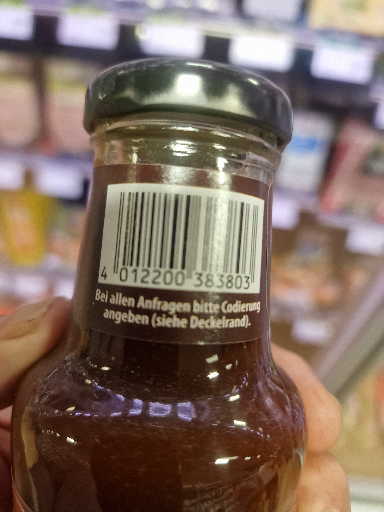 4 012200 383803
Bei allen Anfragen bitte Codierung
angeben (siehe Deckelrand).